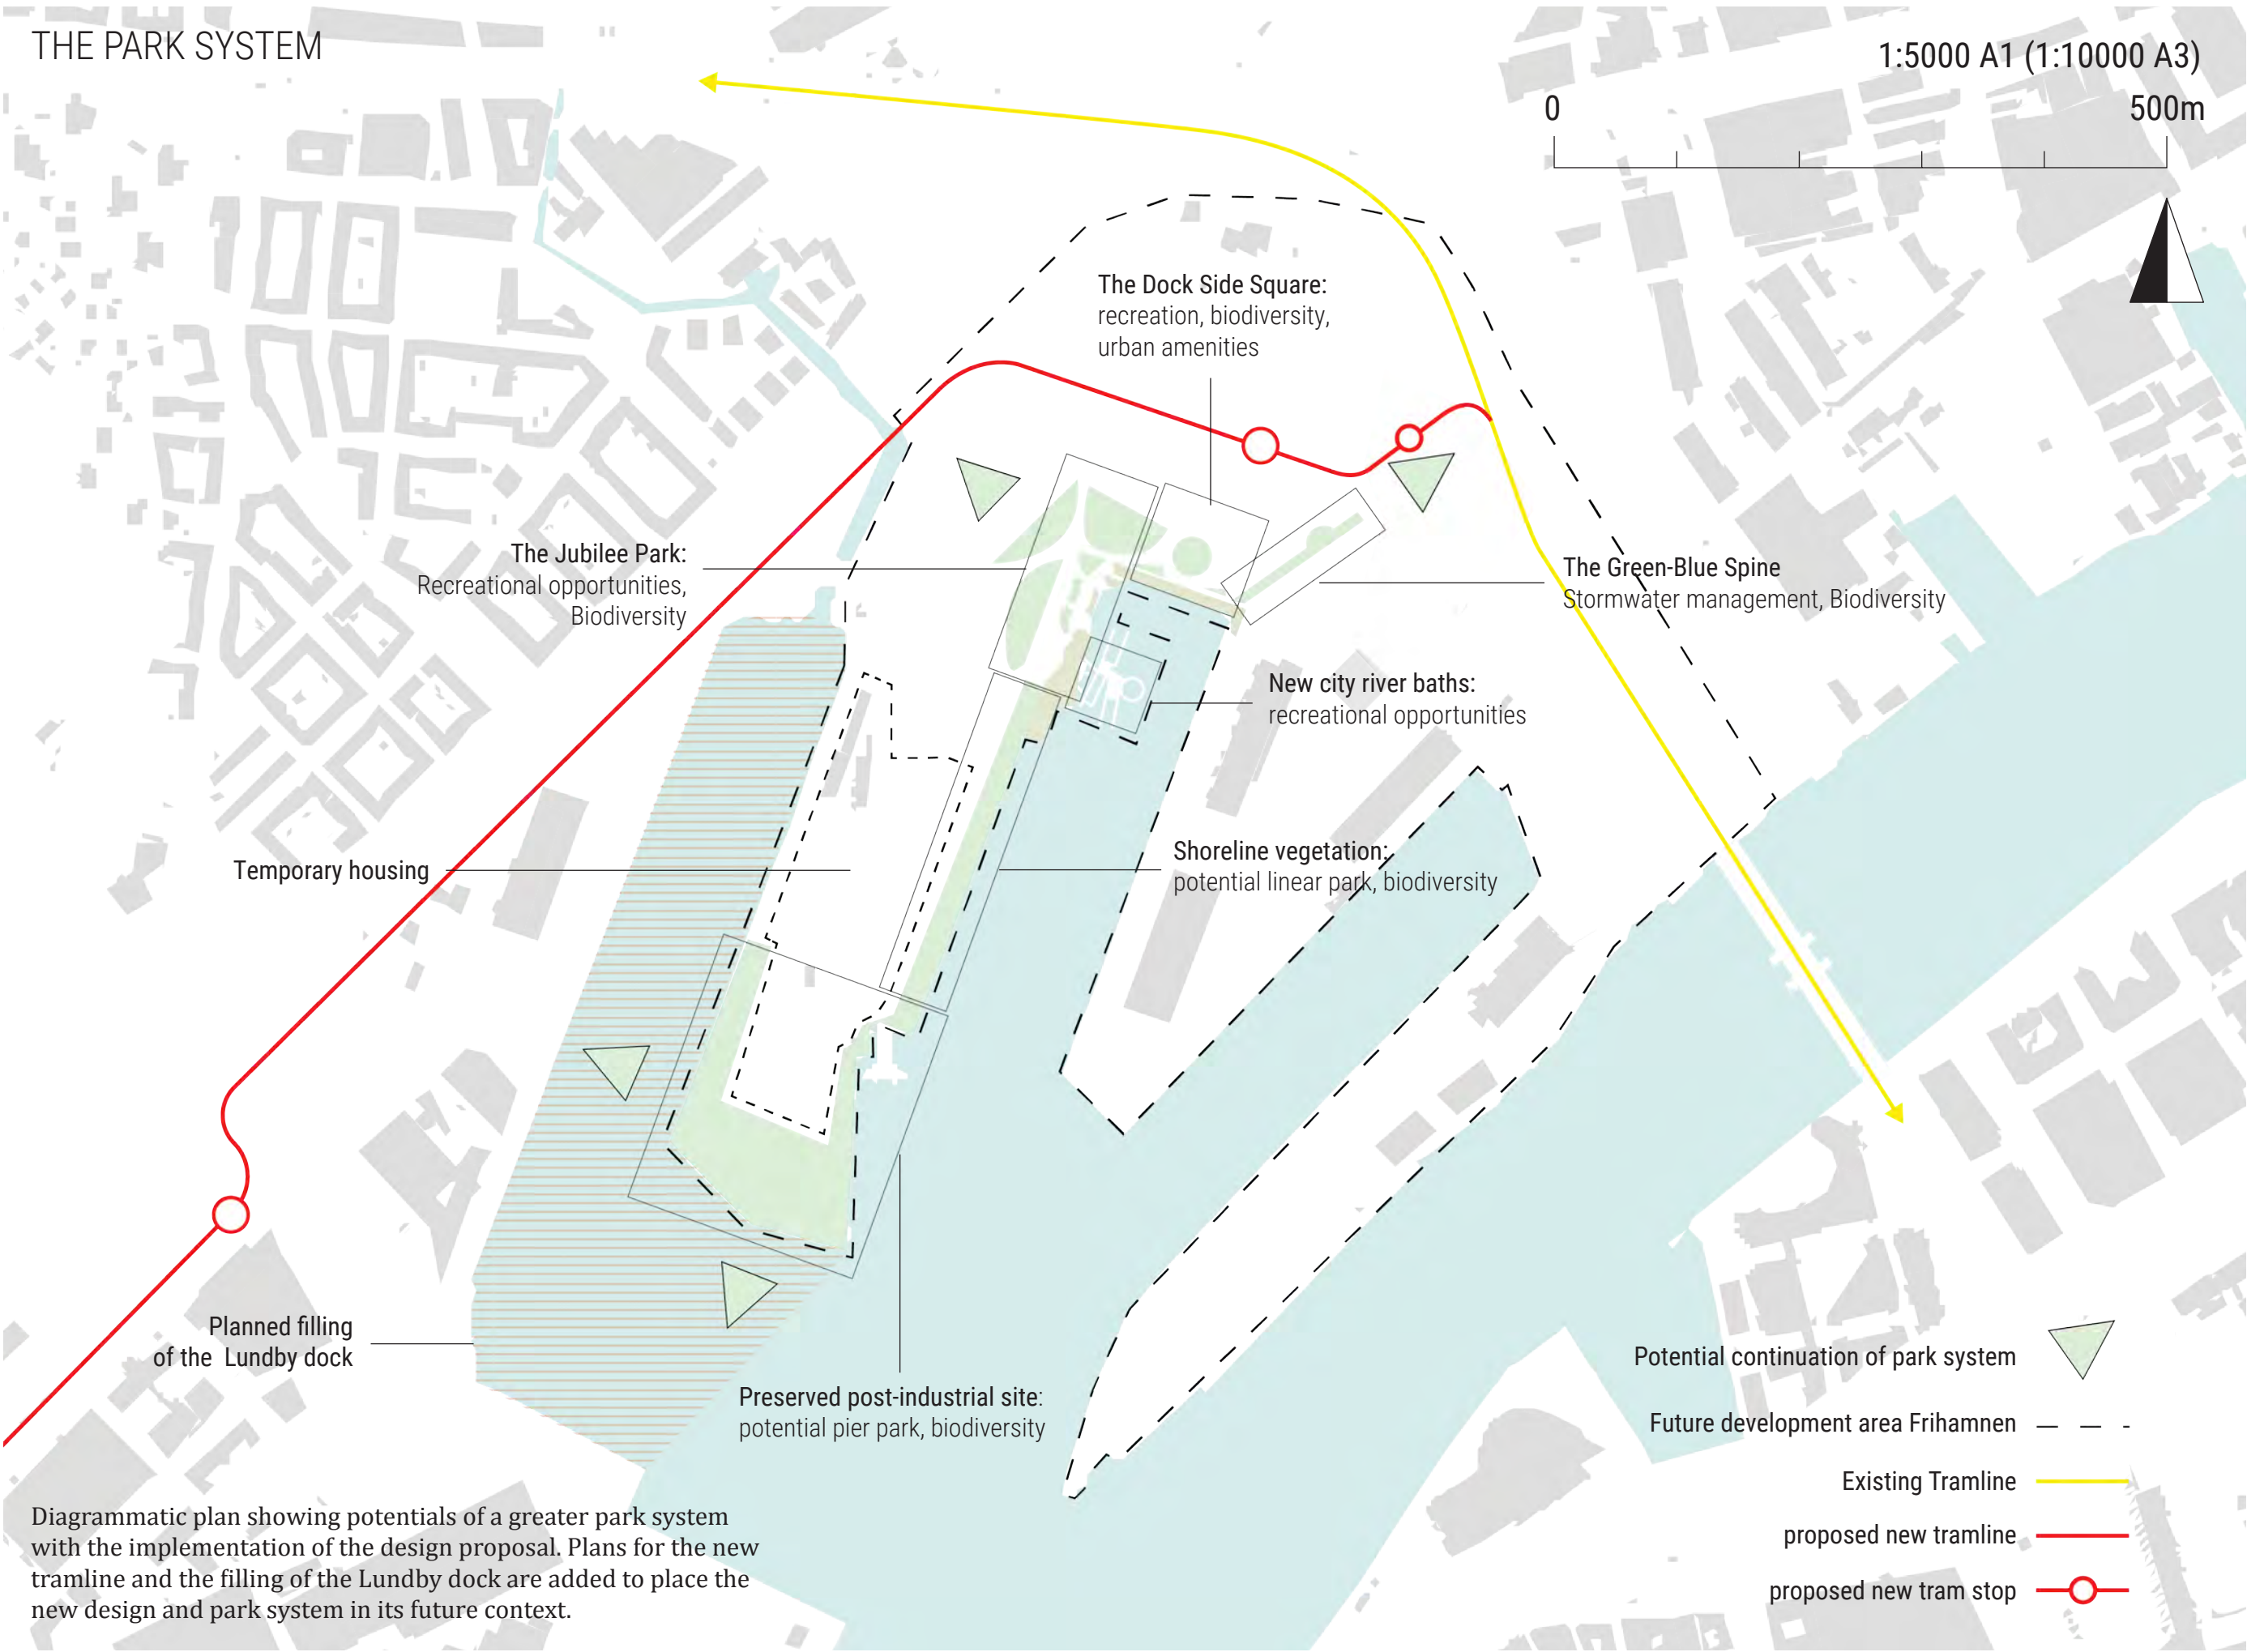 THE PARK SYSTEM
1:5000 A1 (1:10000 A3)
0
500m
The Dock Side Square:
recreation, biodiversity,
urban amenities
The Jubilee Park:
Recreational opportunities,
Biodiversity
The Green-Blue Spine
Stormwater management, Biodiversity
New city river baths:
recreational opportunities
Temporary housing
Shoreline vegetation:
potential linear park, biodiversity
Planned filling
of the Lundby dock
Preserved post-industrial site:
potential pier park, biodiversity
Potential continuation of park system
Future development area Frihamnen
Existing Tramline
proposed new tramline
proposed new tram stop
Diagrammatic plan showing potentials of a greater park system
with the implementation of the design proposal. Plans for the new
tramline and the filling of the Lundby dock are added to place the
new design and park system in its future context.